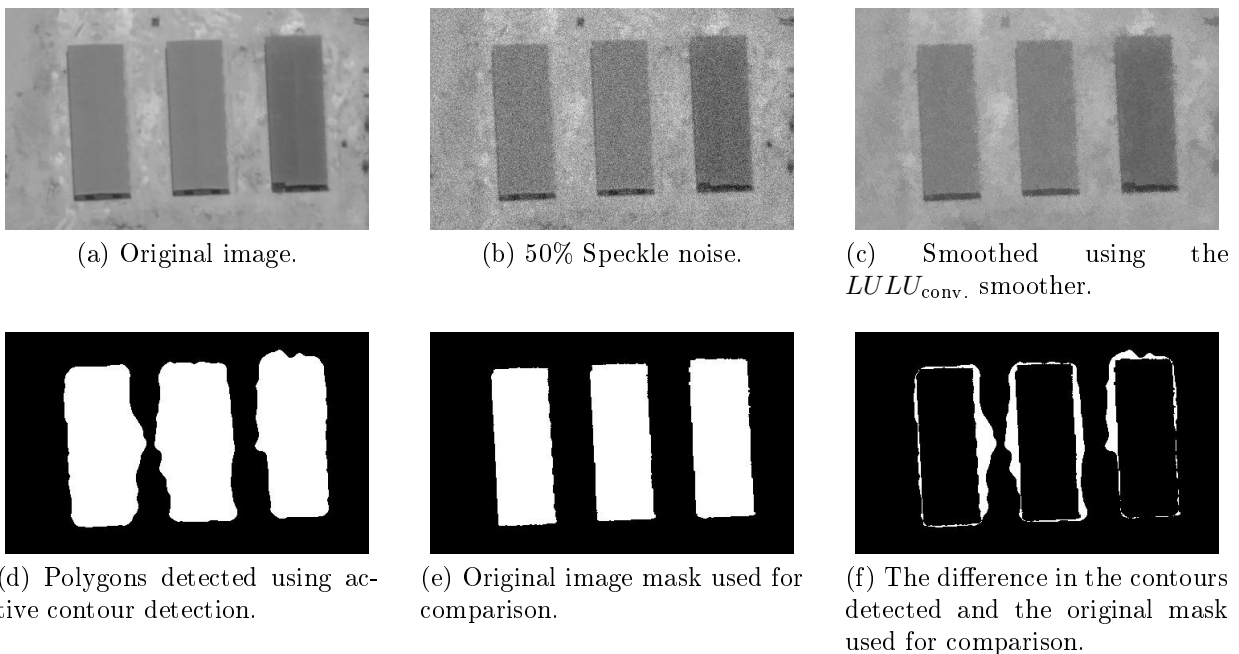 (a) Original image.
(b) 50% Speckle noise.
(c) Smoothed using the
LULU_conv. smoother.
(d) Polygons detected using ac-
tive contour detection.
(e) Original image mask used for
comparison.
(f) The difference in the contours
detected and the original mask
used for comparison.